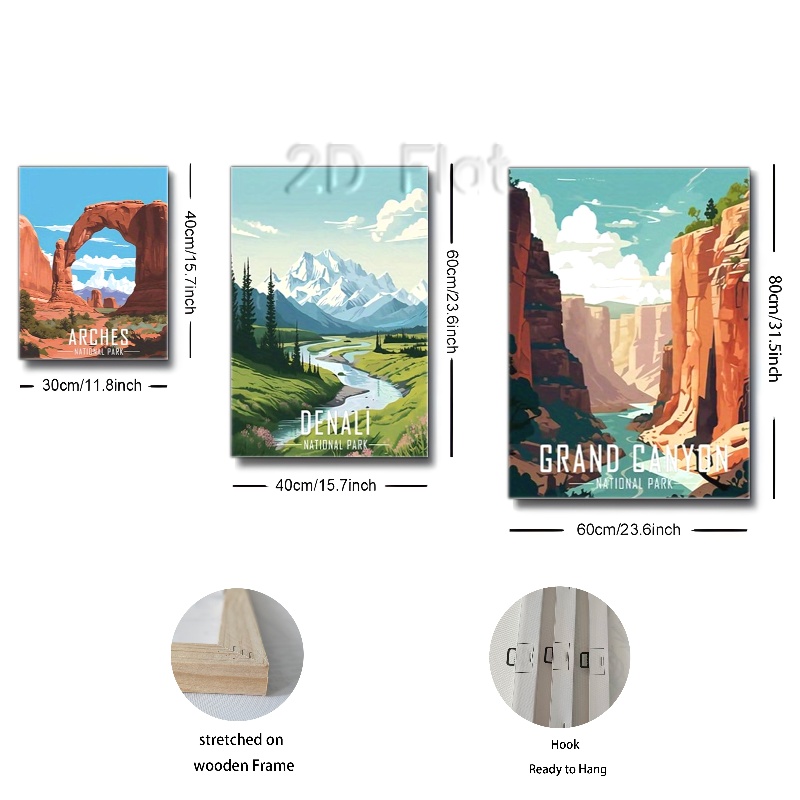 2D Flat
ARCHES
NATIONAL PARK
40cm/15.7inch
30cm/11.8inch
DENALI
NATIONAL PARK
60cm/23.6inch
40cm/15.7inch
GRAND CANYON
NATIONAL PARK
80cm/31.5inch
60cm/23.6inch
stretched on
wooden Frame
Hook
Ready to Hang